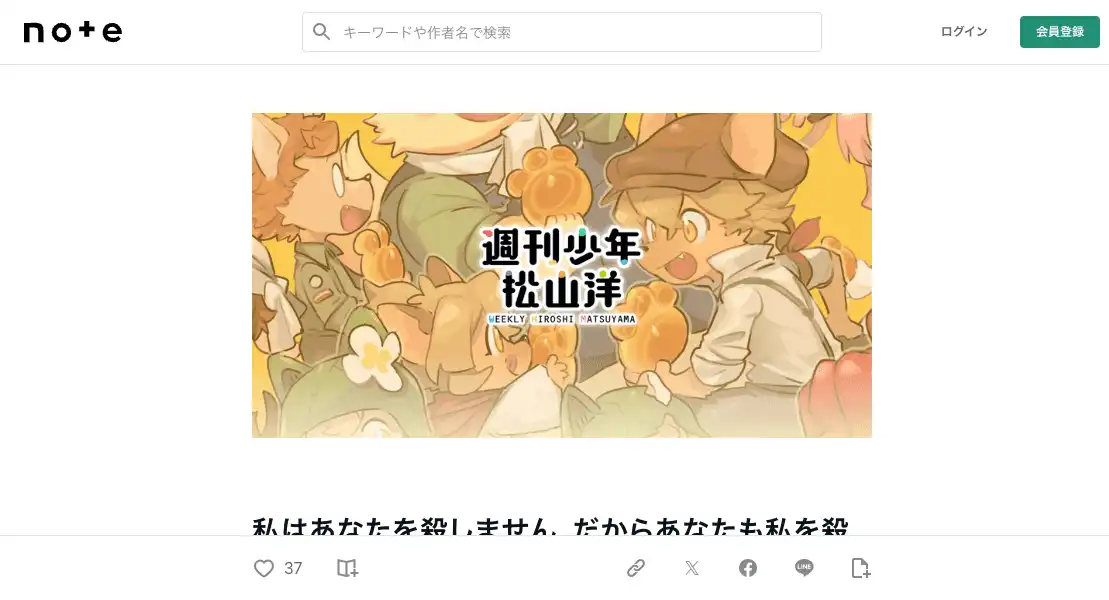 note
キーワードや作者名で検索
ログイン
会員登録
週刊少年
松山洋
WEEKLY HIROSHI MATSUYAMA
私はあなたを殺しません、だからあなたも私を殺
37
LINE